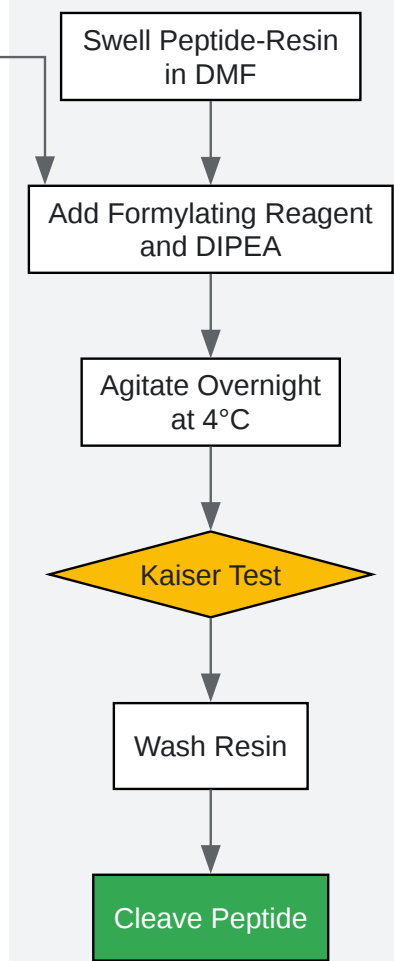 Swell Peptide-Resin
in DMF
Add Formylating Reagent
and DIPEA
Agitate Overnight
at 4°C
Kaiser Test
Wash Resin
Cleave Peptide